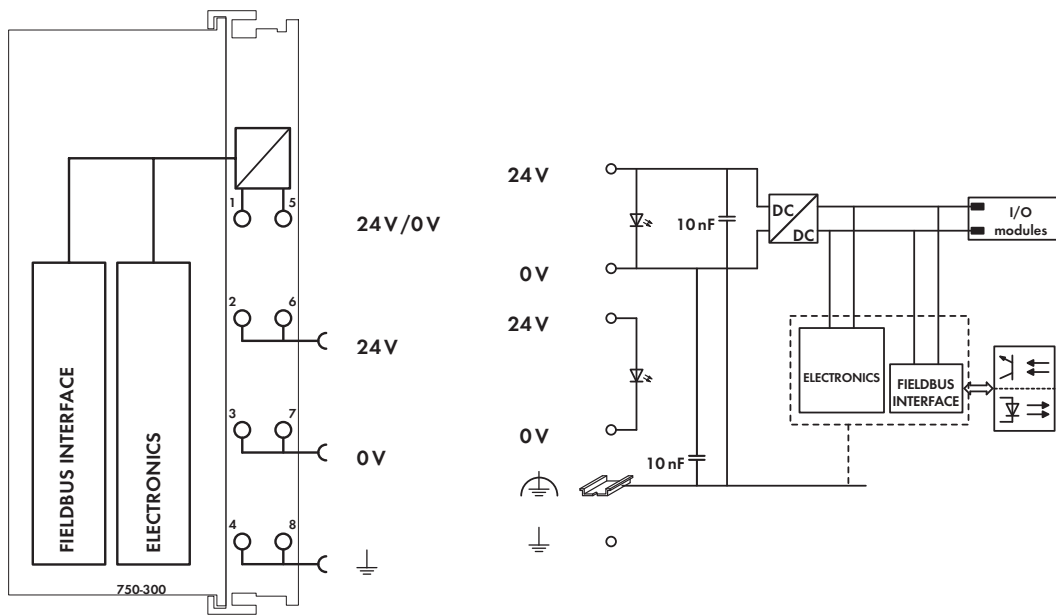 FIELDBUS INTERFACE
ELECTRONICS
750-300
1 5
24V/0V
2 6
24V
3 7
0V
4 8
24V
0V
24V
0V
10nF
10nF
DC
DC
I/O
modules
ELECTRONICS
FIELDBUS
INTERFACE